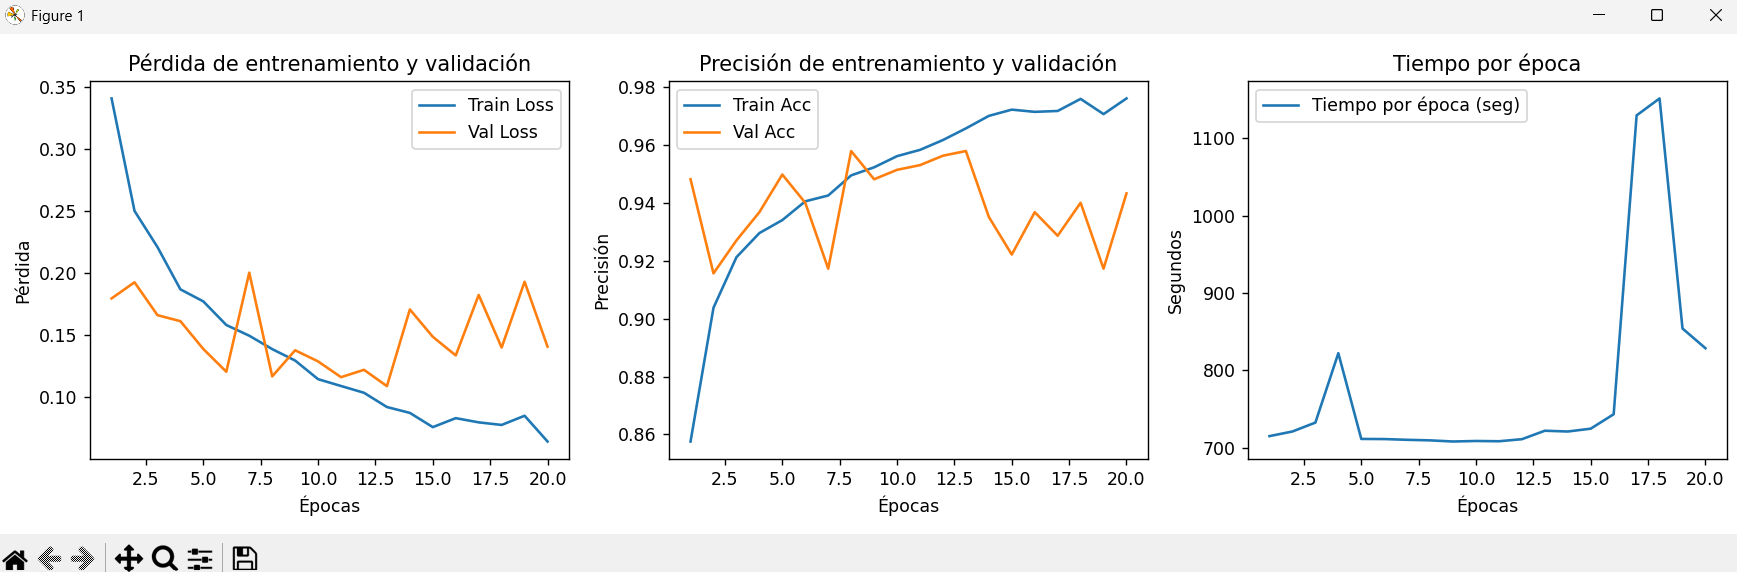 Figure 1
Pérdida de entrenamiento y validación
Train Loss
Val Loss
0.35
0.30
0.25
0.20
0.15
0.10
Pérdida
2.5 5.0 7.5 10.0 12.5 15.0 17.5 20.0
Épocas
Precisión de entrenamiento y validación
Train Acc
Val Acc
0.98
0.96
0.94
0.92
0.90
0.88
0.86
Precisión
2.5 5.0 7.5 10.0 12.5 15.0 17.5 20.0
Épocas
Tiempo por época
Tiempo por época (seg)
1100
1000
900
800
700
Segundos
2.5 5.0 7.5 10.0 12.5 15.0 17.5 20.0
Épocas